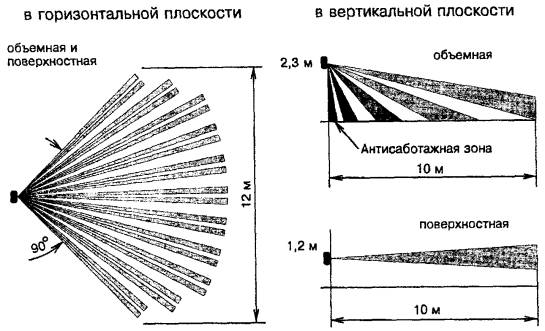 в горизонтальной плоскости
объемная и
поверхностная
90°
12 м
в вертикальной плоскости
2,3 м
объемная
Антисаботажная зона
10 м
поверхностная
1,2 м
10 м